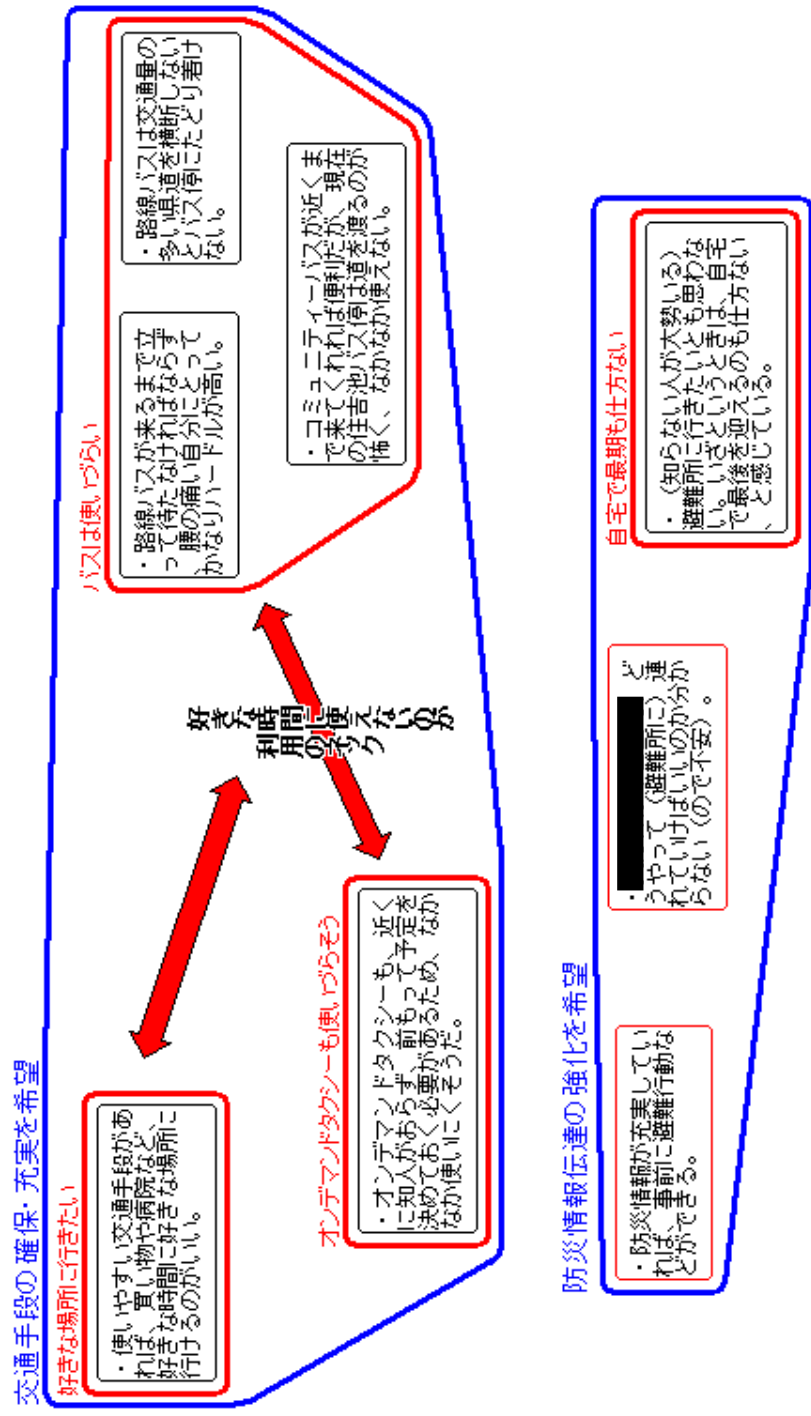 交通手段の確保・充実を希望
好きな場所に行きたい
・使いやすい交通手段があ
れば、買い物や病院など、
好きな時間に好きな場所に
行けるのがいい。
バスは使いづらい
・路線バスが来るまで立
って待たなければならず
、腰の痛い自分にとって
かなりハードルが高い。
・路線バスは交通量の
多い県道を横断しない
とバス停にたどり着け
ない。
・コミュニティーバスが近くま
で来てくれれば便利だが、現在
の住吉池バス停は道を渡るのが
怖く、なかなか使えない。
好きな時間に使えないのが
利用のネック
オンデマンドタクシーも使いづらそう
・オンデマンドタクシーも、近く
に知人がおらず、前もって予定を
決めておく必要があるため、なか
なか使いにくそうだ。
防災情報伝達の強化を希望
・防災情報が充実してい
れば、事前に避難行動な
どができる。
・ ど
うやって（避難所に）連
れていけばいいのか分か
らない（ので不安）。
自宅で最期も仕方ない
・（知らない人が大勢いる）
避難所に行きたいとも思わな
い。いざというときは、自宅
で最後を迎えるのも仕方ない
、と感じている。